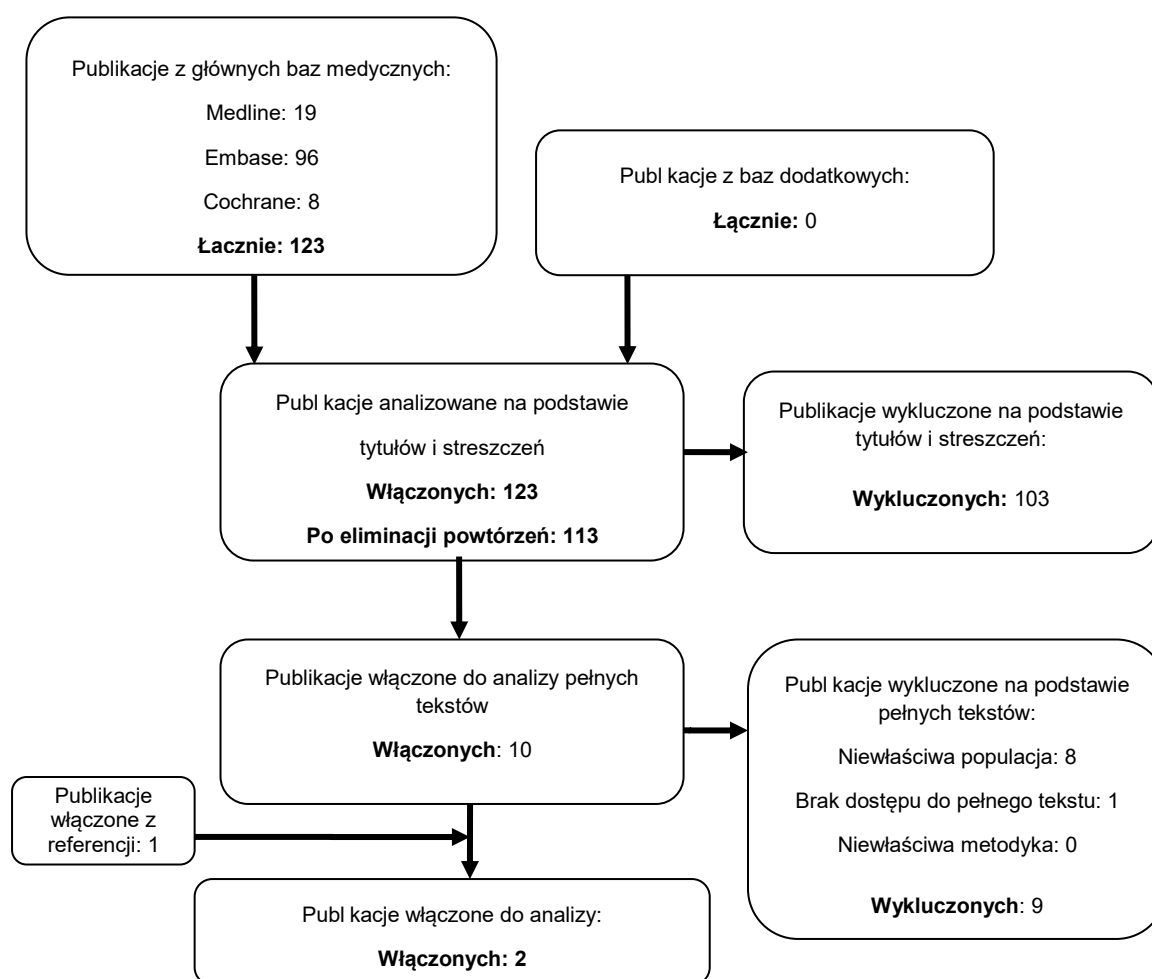 Publikacje z głównych baz medycznych:
Medline: 19
Embase: 96
Cochrane: 8
Łacznie: 123
Publ kacje z baz dodatkowych:
Łącznie: 0
Publ kacje analizowane na podstawie
tytułów i streszczeń
Włączonych: 123
Po eliminacji powtórzeń: 113
Publikacje wykluczone na podstawie
tytułów i streszczeń:
Wykluczonych: 103
Publikacje włączone do analizy pełnych
tekstów
Włączonych: 10
Publ kacje wykluczone na podstawie
pełnych tekstów:
Niewłaściwa populacja: 8
Brak dostępu do pełnego tekstu: 1
Niewłaściwa metodyka: 0
Wykluczonych: 9
Publikacje
włączone z
referencji: 1
Publ kacje włączone do analizy:
Włączonych: 2